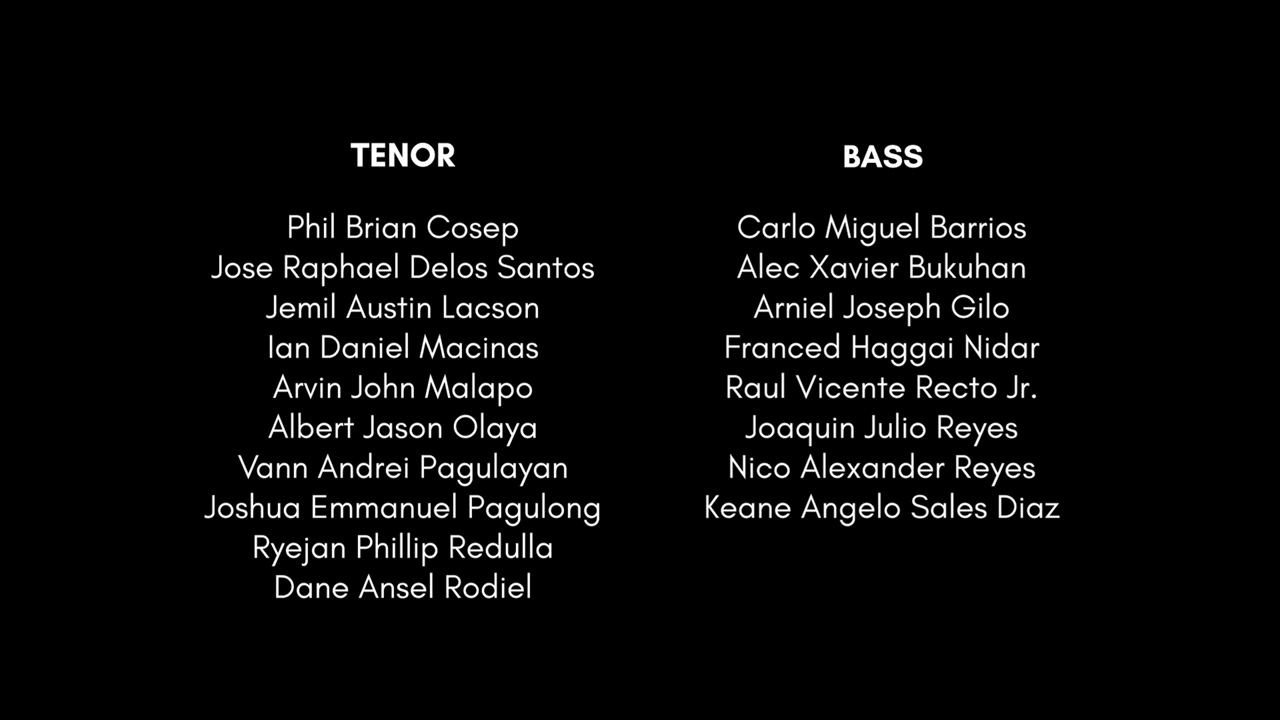 TENOR
Phil Brian Cosep
Jose Raphael Delos Santos
Jemil Austin Lacson
Ian Daniel Macinas
Arvin John Malapo
Albert Jason Olaya
Vann Andrei Pagulayan
Joshua Emmanuel Pagulong
Ryejan Phillip Redulla
Dane Ansel Rodiel
BASS
Carlo Miguel Barrios
Alec Xavier Bukuhan
Arniel Joseph Gilo
Franced Haggai Nidar
Raul Vicente Recto Jr.
Joaquin Julio Reyes
Nico Alexander Reyes
Keane Angelo Sales Diaz